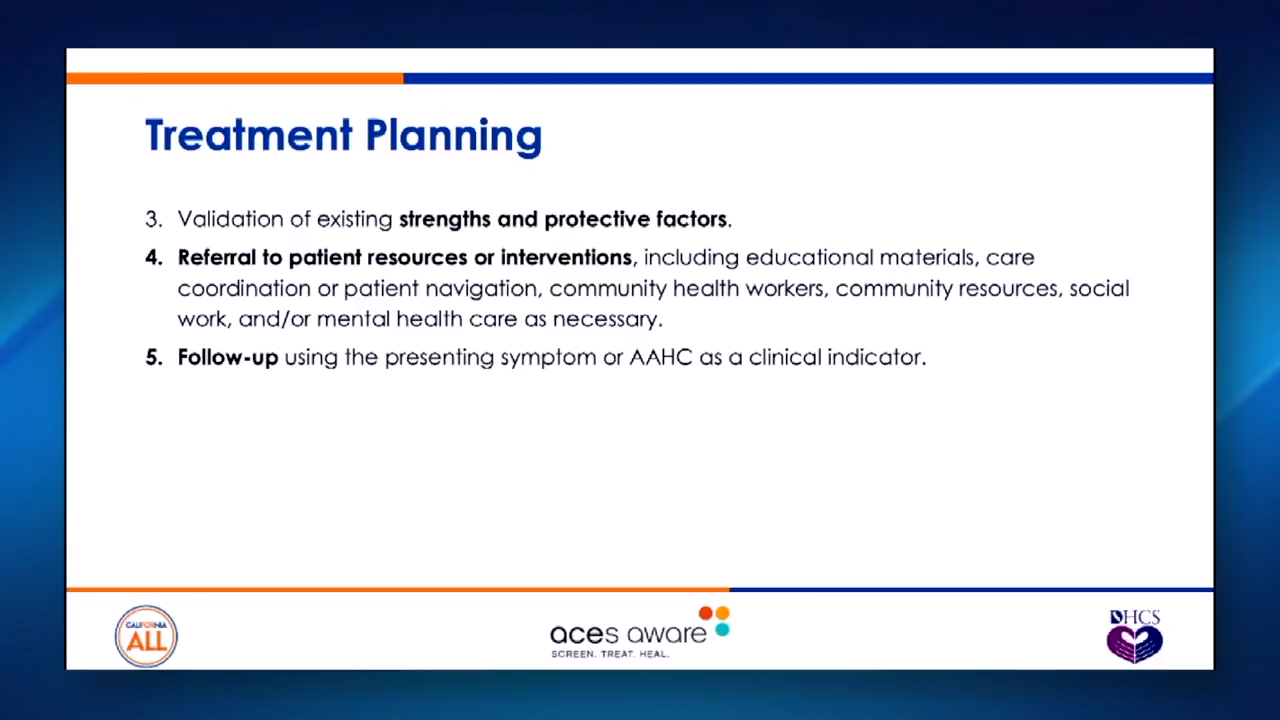 Treatment Planning
3. Validation of existing strengths and protective factors.
4. Referral to patient resources or interventions, including educational materials, care
coordination or patient navigation, community health workers, community resources, social
work, and/or mental health care as necessary.
5. Follow-up using the presenting symptom or AAHC as a clinical indicator.
CALIFORNIA
ALL
aces aware
SCREEN. TREAT. HEAL.
DHCS